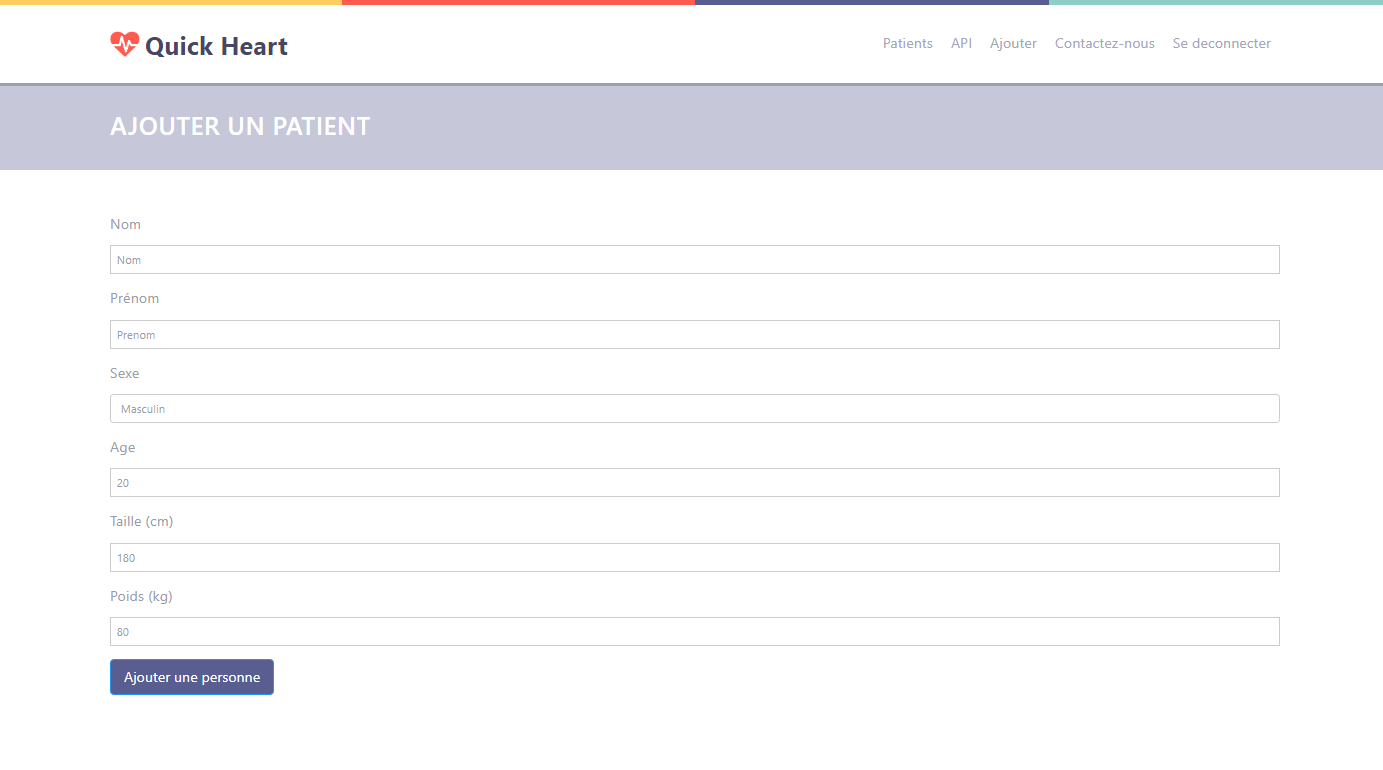 Quick Heart
Patients API Ajouter Contactez-nous Se deconnecter
AJOUTER UN PATIENT
Nom
Nom
Prénom
Prenom
Sexe
Masculin
Age
20
Taille (cm)
180
Poids (kg)
80
Ajouter une personne